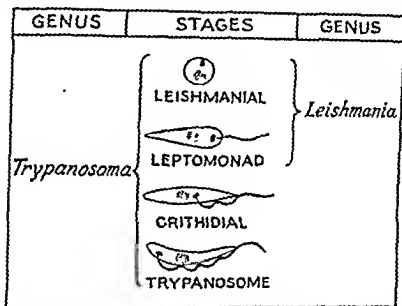 GENUS STAGES GENUS
LEISHMANIAL
Leishmania
LEPTOMONAD
Trypanosoma
CRITHIDIAL
TRYPANOSOME